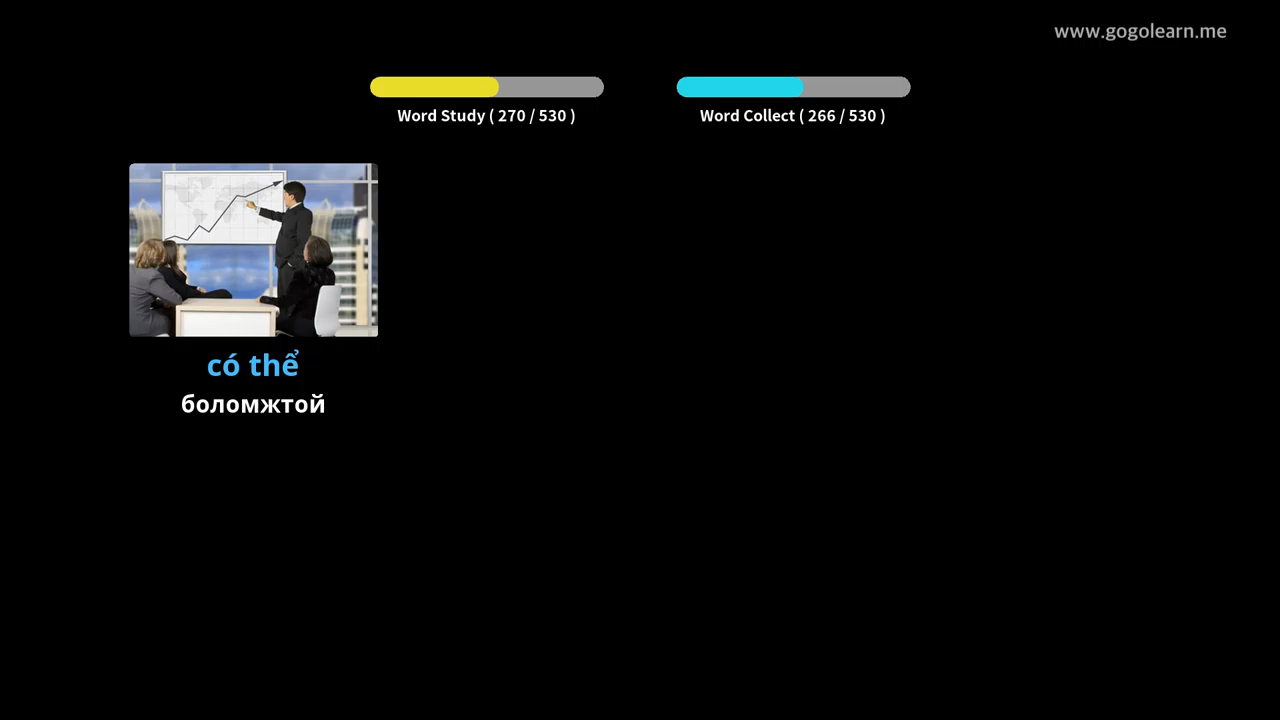 www.gogolearn.me
Word Study ( 270 / 530 )
Word Collect ( 266 / 530 )
có thể
боломжтой